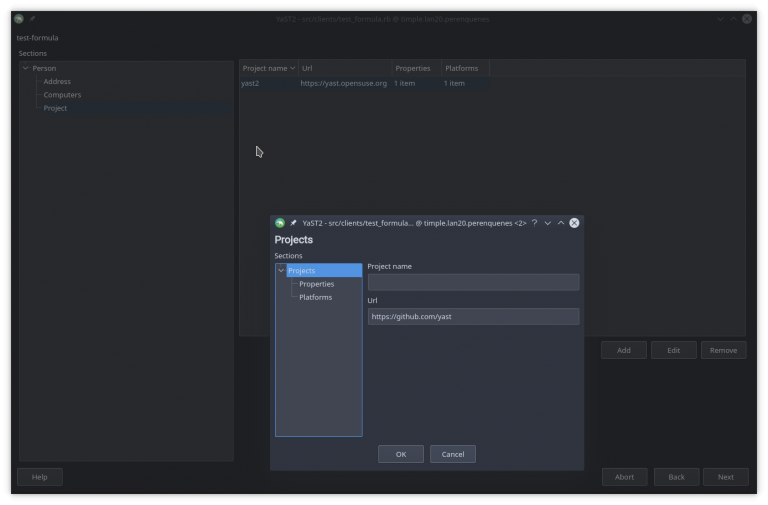 YaST2 - src/clients/test_formula.rb @ timple.lan20.perenquenes
test-formula
Sections
Person
Address
Computers
Project
Project name Url Properties Platforms
yast2 https://yast.opensuse.org 1 item 1 item
YaST2 - src/clients/test_formula... @ timple.lan20.perenquenes <2>
Projects
Sections
Projects
Properties
Platforms
Project name
Url
https://github.com/yast
OK Cancel
Add Edit Remove
Help Abort Back Next